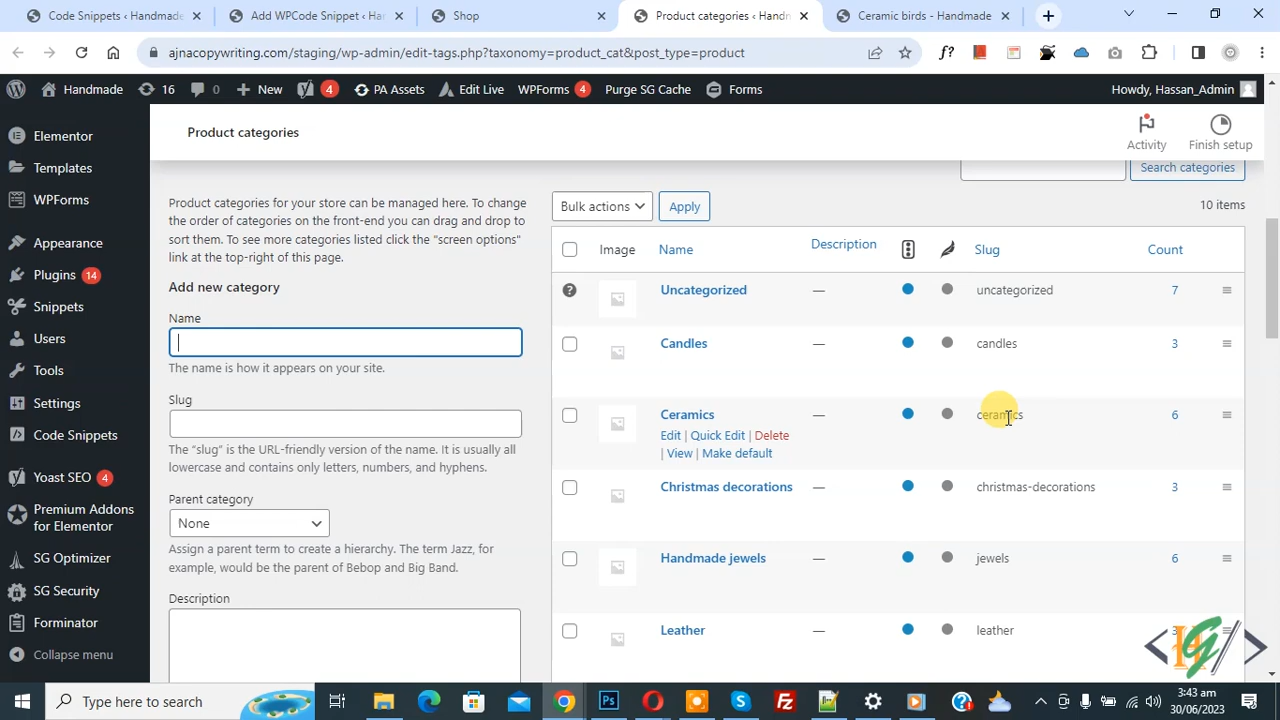 Code Snippets ‹ Handmade
Add WPCode Snippet ‹ Har
Shop
Product categories ‹ Handm
Ceramic birds - Handmade
ajnacopywriting.com/staging/wp-admin/edit-tags.php?taxonomy=product_cat&post_type=product
f?
Handmade
16
0
New
4
PA Assets
Edit Live
WPForms 4
Purge SG Cache
Forms
Howdy, Hassan_Admin
Elementor
Templates
WPForms
Appearance
Plugins 14
Snippets
Users
Tools
Settings
Code Snippets
Yoast SEO 4
Premium Addons
for Elementor
SG Optimizer
SG Security
Forminator
Collapse menu
Product categories
Activity
Finish setup
Search categories
Product categories for your store can be managed here. To change
the order of categories on the front-end you can drag and drop to
sort them. To see more categories listed click the "screen options"
link at the top-right of this page.
Add new category
Name
The name is how it appears on your site.
Slug
The “slug” is the URL-friendly version of the name. It is usually all
lowercase and contains only letters, numbers, and hyphens.
Parent category
None
Assign a parent term to create a hierarchy. The term Jazz, for
example, would be the parent of Bebop and Big Band.
Description
Bulk actions
Apply
10 items
Image Name Description Slug Count
Uncategorized — uncategorized 7
Candles — candles 3
Ceramics — ceramics 6
Edit | Quick Edit | Delete
| View | Make default
Christmas decorations — christmas-decorations 3
Handmade jewels — jewels 6
Leather — leather
H G /
Type here to search
3:43 am
30/06/2023